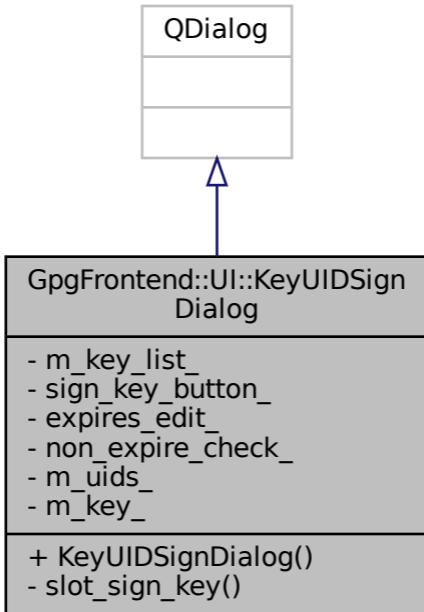 QDialog
GpgFrontend::UI::KeyUIDSign
Dialog
- m_key_list_
- sign_key_button_
- expires_edit_
- non_expire_check_
- m_uids_
- m_key_
+ KeyUIDSignDialog()
- slot_sign_key()